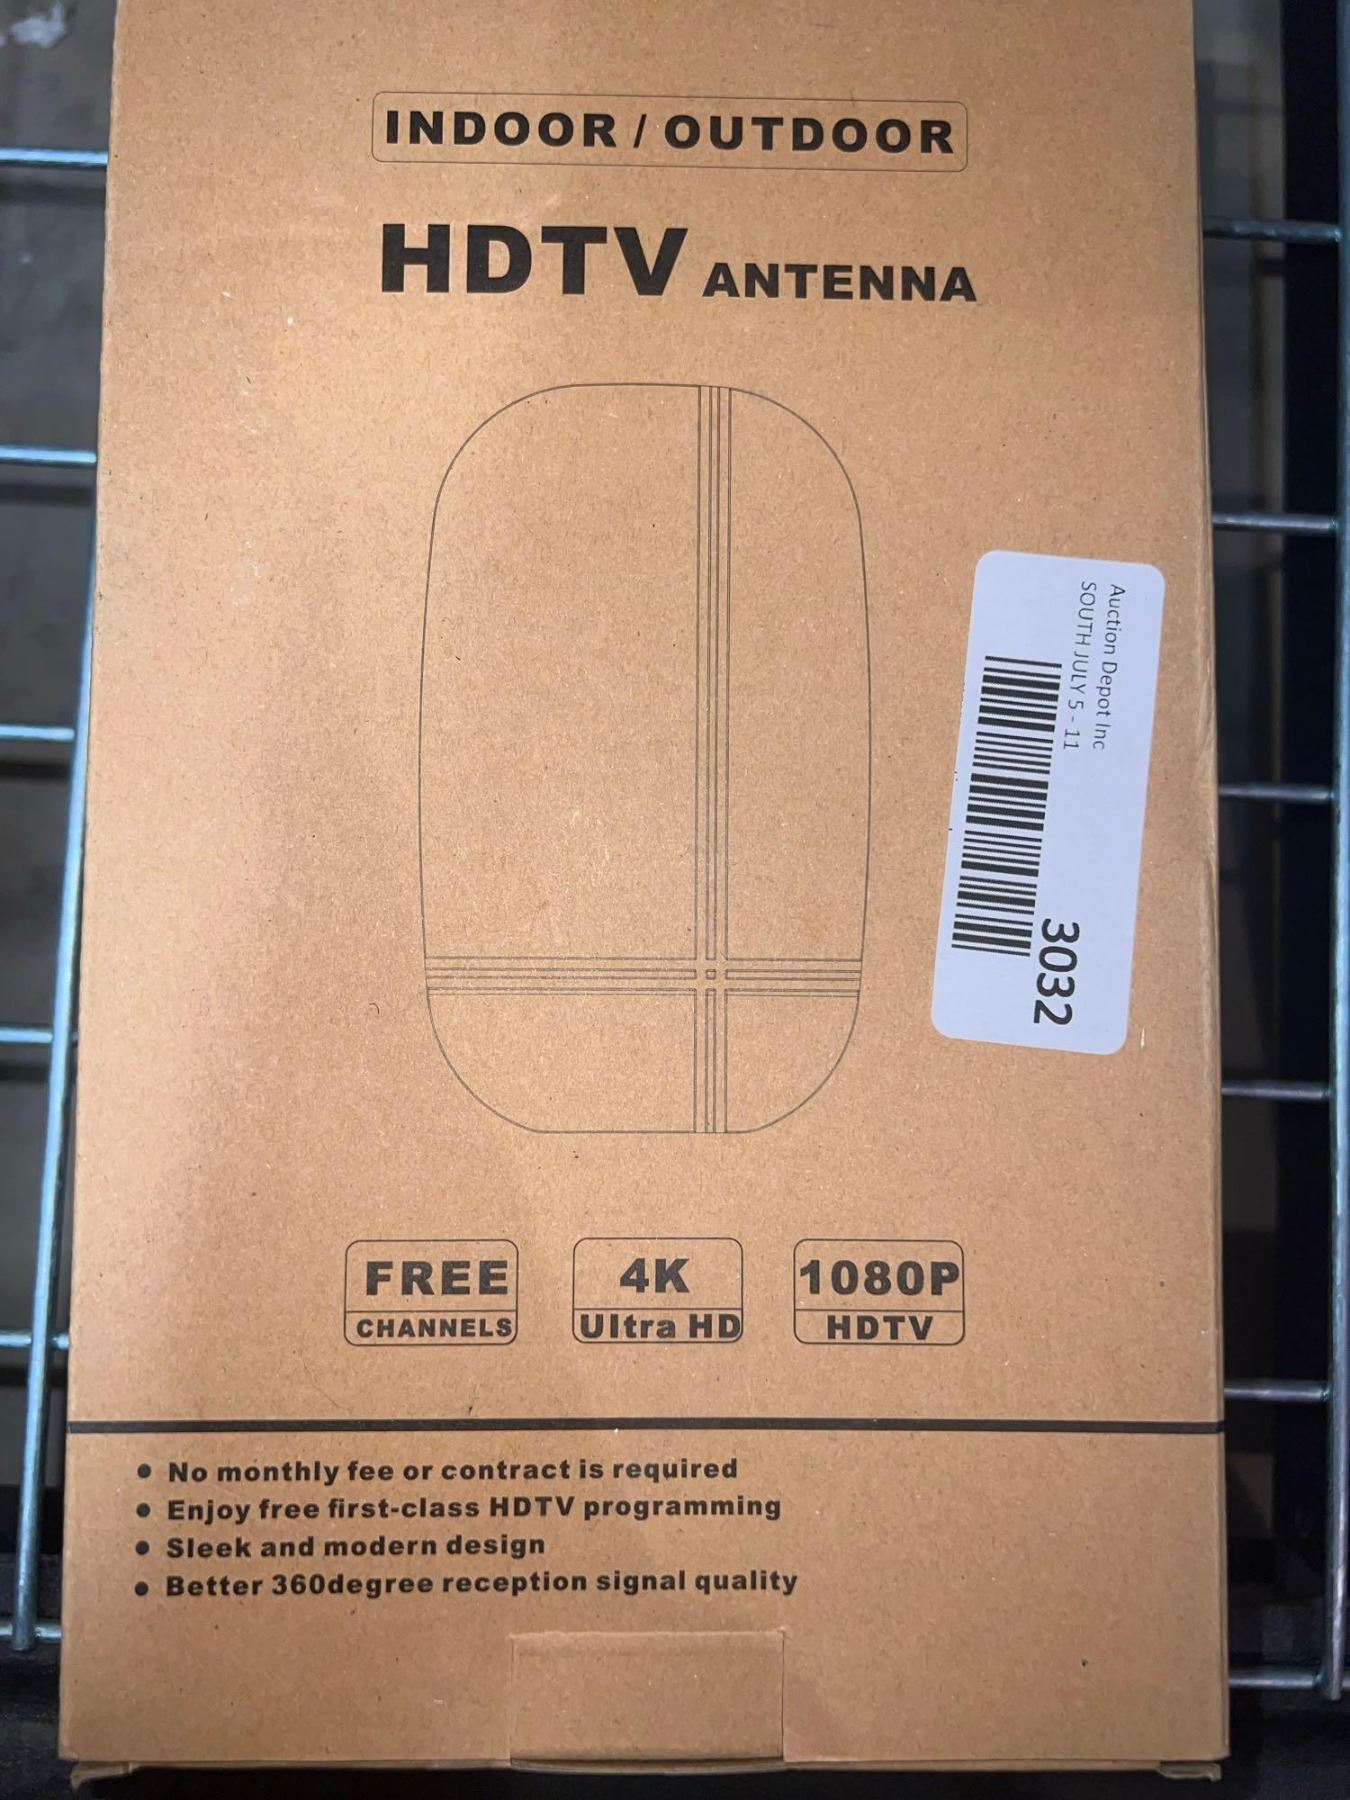 INDOOR / OUTDOOR
HDTV ANTENNA
Auction Depot Inc
SOUTH JULY 5 - 11
3032
FREE
CHANNELS
4K
Ultra HD
1080P
HDTV
• No monthly fee or contract is required
• Enjoy free first-class HDTV programming
• Sleek and modern design
• Better 360degree reception signal quality